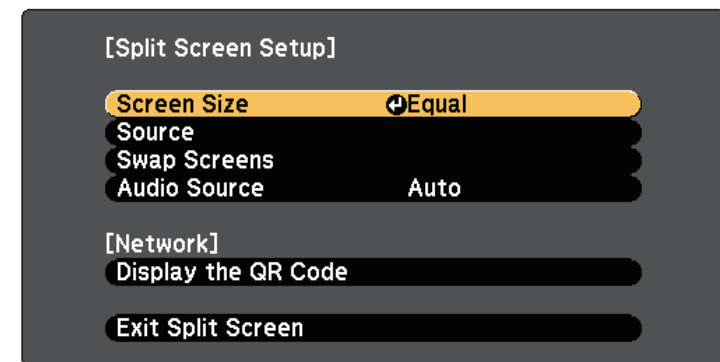 [Split Screen Setup]
Screen Size Equal
Source
Swap Screens
Audio Source Auto
[Network]
Display the QR Code
Exit Split Screen